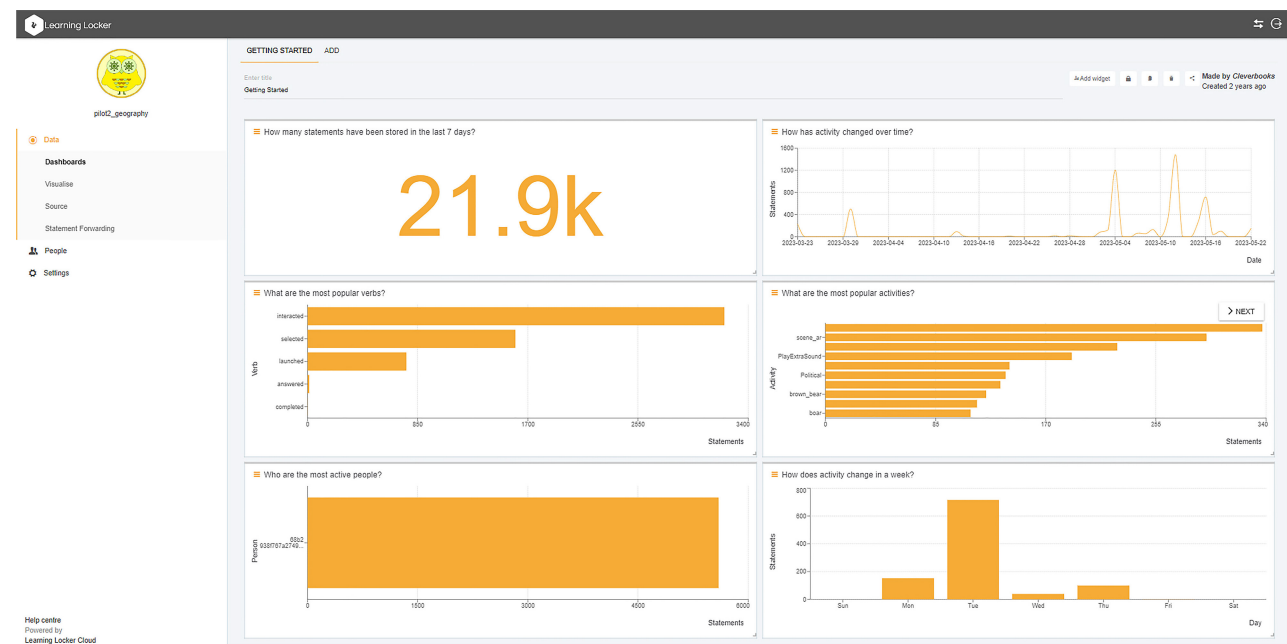 Learning Locker
pilot2_geography
Data
Dashboards
Visualise
Source
Statement Forwarding
People
Settings
Help centre
Powered by
Learning Locker Cloud
GETTING STARTED ADD
Enter title
Getting Started
Add widget
Made by Cleverbooks
Created 2 years ago
How many statements have been stored in the last 7 days?
21.9k
How has activity changed over time?
Statements
1600
1200
800
400
0
2023-03-23 2023-03-29 2023-04-04 2023-04-10 2023-04-16 2023-04-22 2023-04-28 2023-05-04 2023-05-10 2023-05-16 2023-05-22
Date
What are the most popular verbs?
Verb
interacted
selected
launched
answered
completed
0 850 1700 2550 3400
Statements
What are the most popular activities?
NEXT
Activity
scene_ar
PlayExtraSound
Political
brown_bear
boar
0 85 170 255 340
Statements
Who are the most active people?
Person
68b2
938f767a2749...
0 1500 3000 4500 6000
Statements
How does activity change in a week?
Statements
800
600
400
200
0
Sun Mon Tue Wed Thu Fri Sat
Day